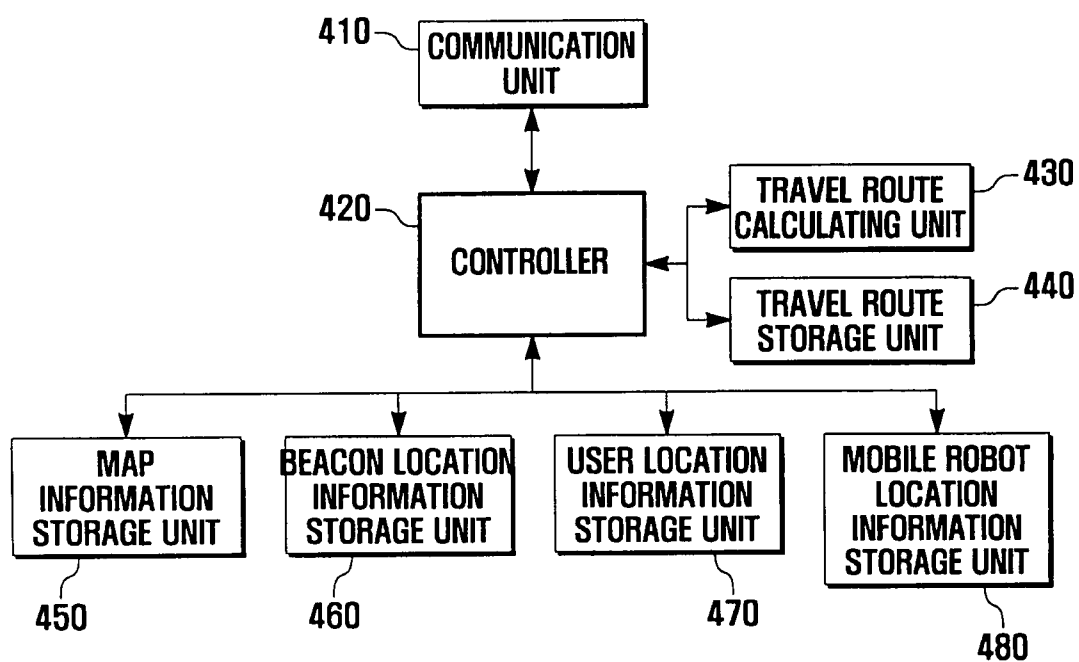 410
COMMUNICATION
UNIT
420
CONTROLLER
430
TRAVEL ROUTE
CALCULATING UNIT
440
TRAVEL ROUTE
STORAGE UNIT
MAP
INFORMATION
STORAGE UNIT
450
BEACON LOCATION
INFORMATION
STORAGE UNIT
460
USER LOCATION
INFORMATION
STORAGE UNIT
470
MOBILE ROBOT
LOCATION
INFORMATION
STORAGE UNIT
480